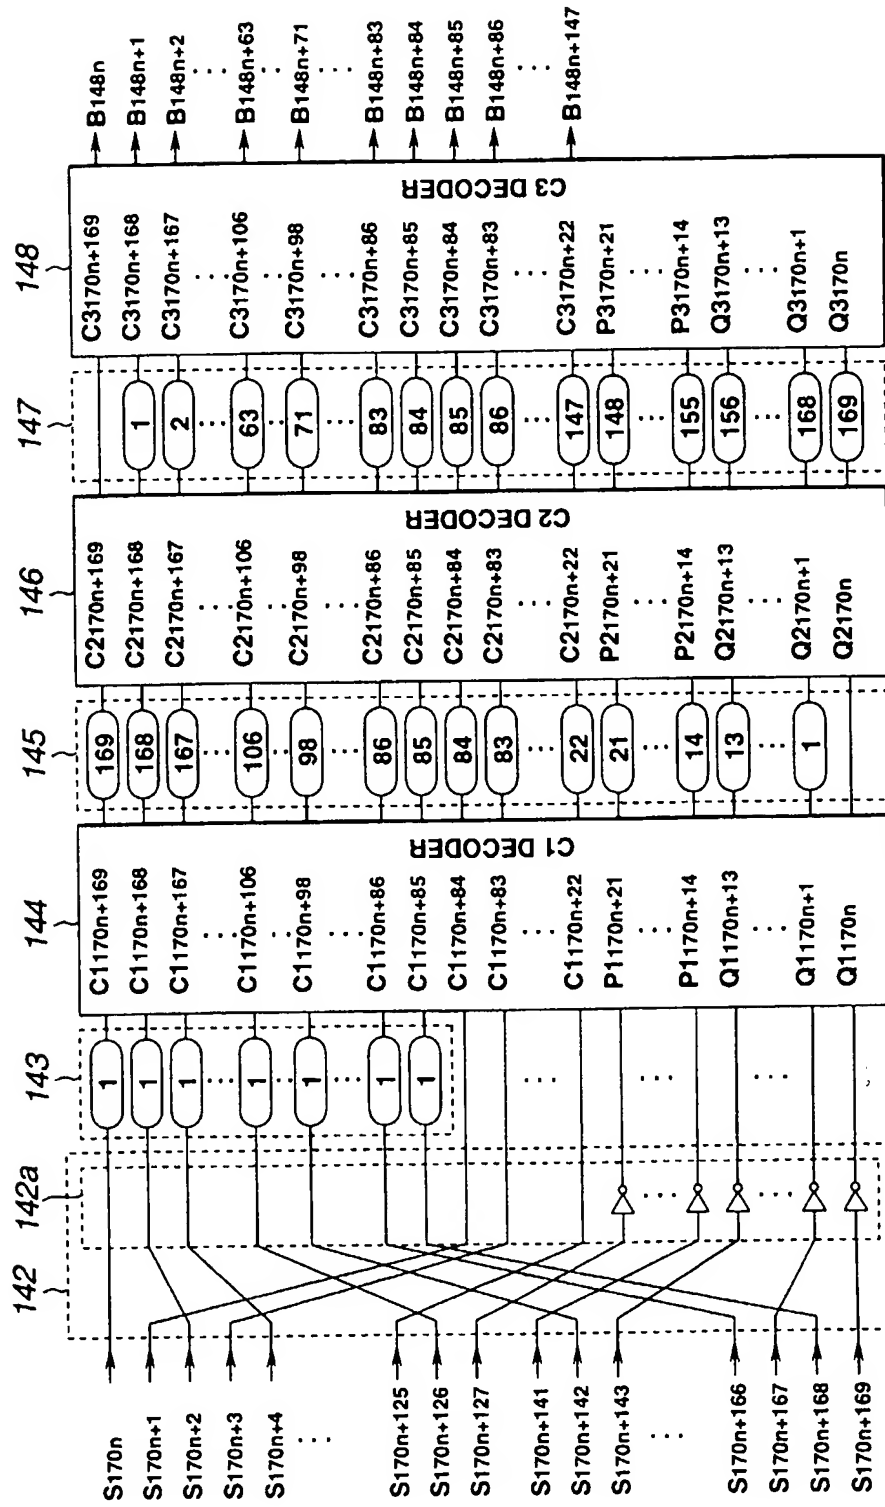 S170n
S170n+1
S170n+2
S170n+3
S170n+4
...
S170n+125
S170n+126
S170n+127
...
S170n+141
S170n+142
S170n+143
...
S170n+166
S170n+167
S170n+168
S170n+169
142
142a
143
1
1
1
...
1
...
1
...
1
1
...
...
...
144
C1170n+169
C1170n+168
C1170n+167
...
C1170n+106
...
C1170n+98
...
C1170n+86
C1170n+85
C1170n+84
C1170n+83
...
C1170n+22
P1170n+21
...
P1170n+14
Q1170n+13
...
Q1170n+1
Q1170n
C1 DECODER
145
169
168
167
...
106
...
98
...
86
85
84
83
...
22
21
...
14
13
...
1
146
C2170n+169
C2170n+168
C2170n+167
...
C2170n+106
...
C2170n+98
...
C2170n+86
C2170n+85
C2170n+84
C2170n+83
...
C2170n+22
P2170n+21
...
P2170n+14
Q2170n+13
...
Q2170n+1
Q2170n
C2 DECODER
147
1
2
...
63
...
71
...
83
84
85
86
...
147
148
...
155
156
...
168
169
148
C3170n+169
C3170n+168
C3170n+167
...
C3170n+106
...
C3170n+98
...
C3170n+86
C3170n+85
C3170n+84
C3170n+83
...
C3170n+22
P3170n+21
...
P3170n+14
Q3170n+13
...
Q3170n+1
Q3170n
C3 DECODER
B148n
B148n+1
B148n+2
...
B148n+63
...
B148n+71
...
B148n+83
B148n+84
B148n+85
B148n+86
...
B148n+147